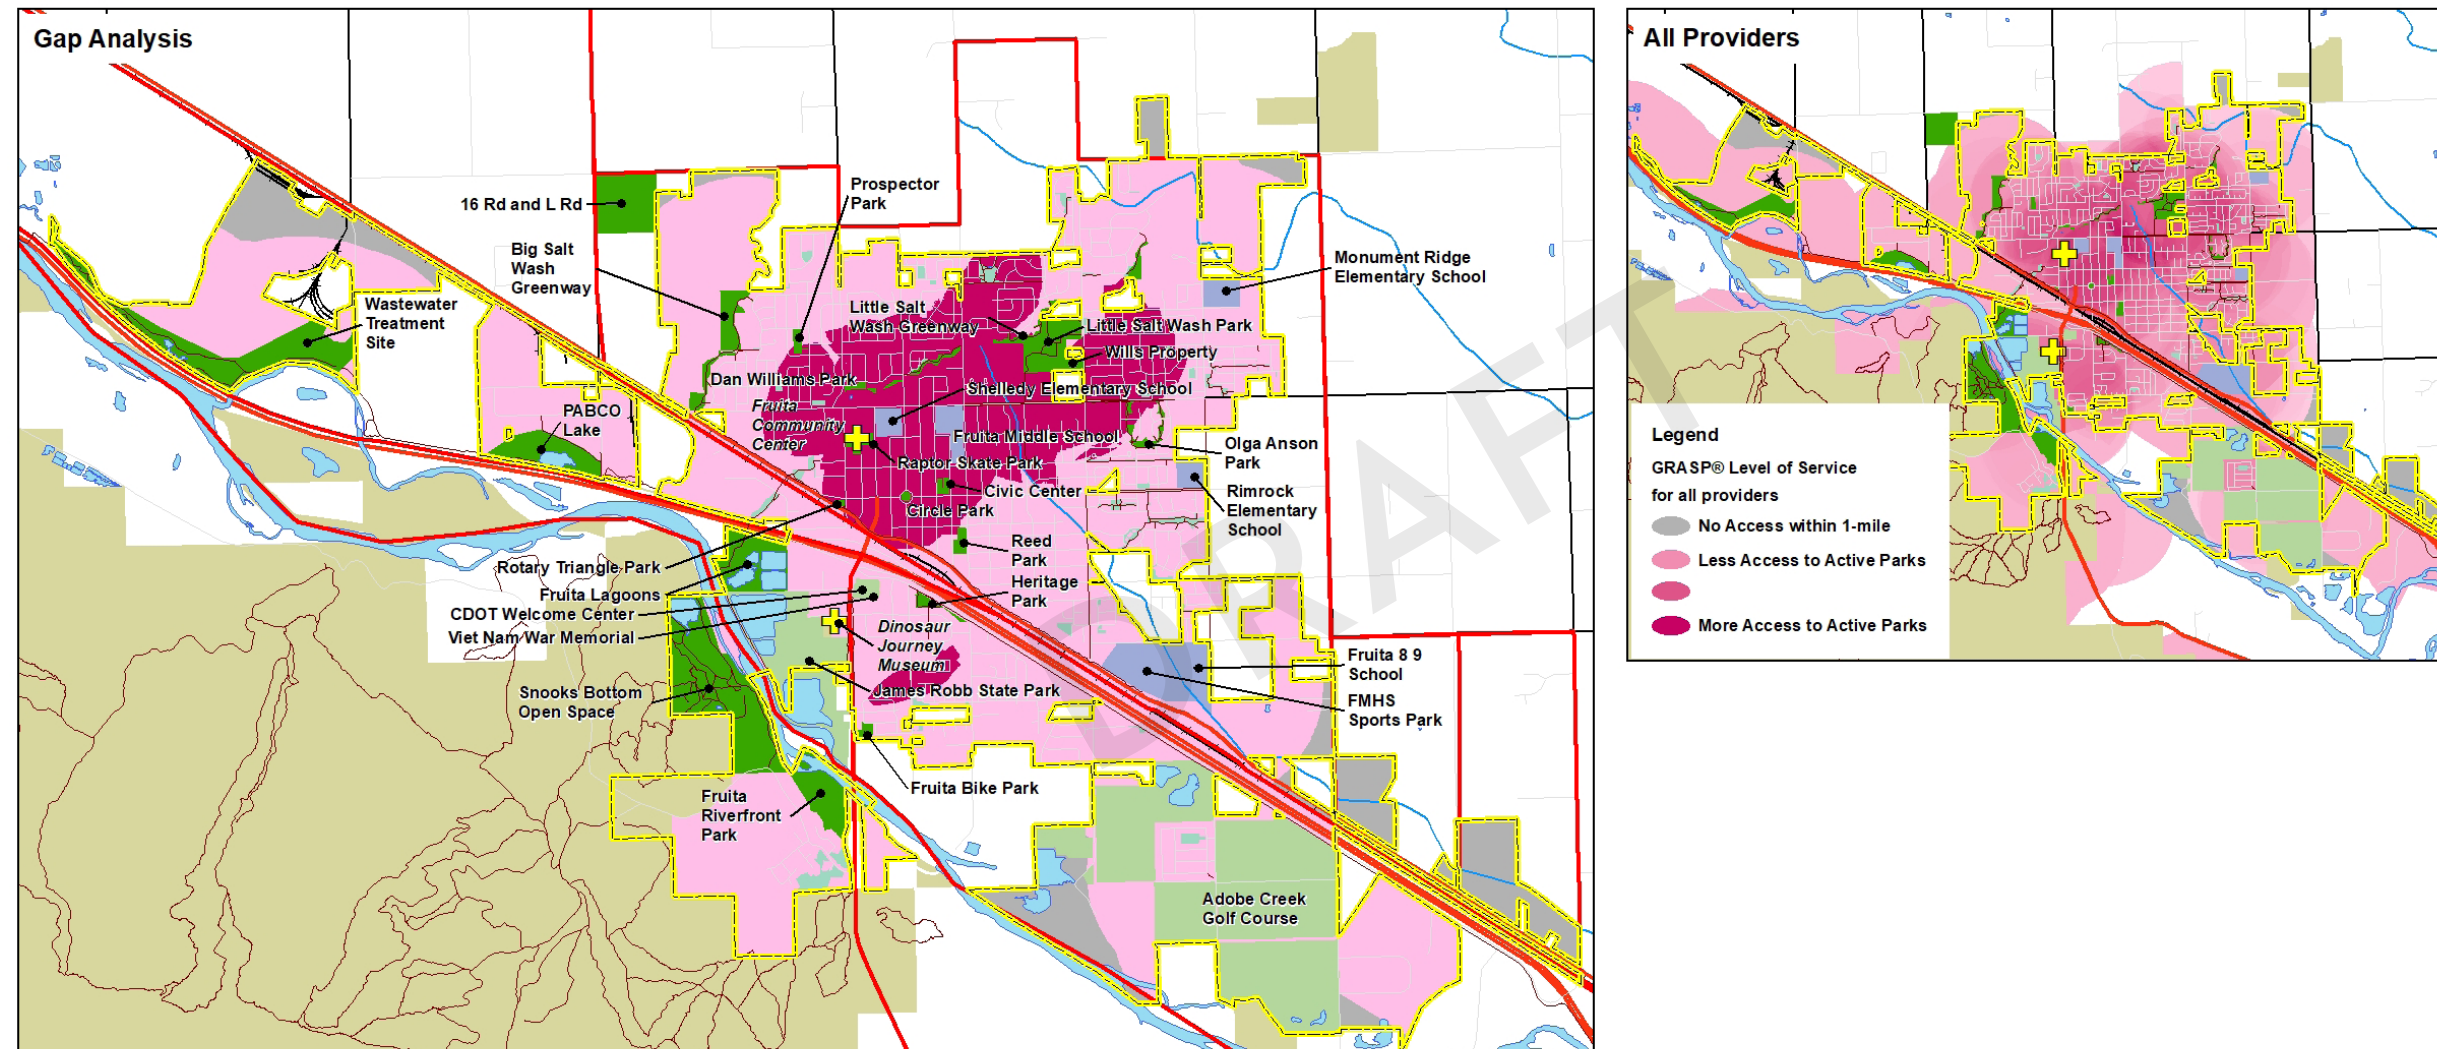 Gap Analysis
16 Rd and L Rd
Prospector
Park
Big Salt
Wash
Greenway
Monument Ridge
Elementary School
Wastewater
Treatment
Site
Little Salt
Wash Greenway
Little Salt Wash Park
Wills Property
Dan Williams Park
Shelledy Elementary School
Fruita
Community
Center
PABCO
Lake
Fruita Middle School
Olga Anson
Park
Raptor Skate Park
Civic Center
Circle Park
Rimrock
Elementary
School
Reed
Park
Rotary Triangle Park
Heritage
Park
Fruita Lagoons
CDOT Welcome Center
Viet Nam War Memorial
Dinosaur
Journey
Museum
James Robb State Park
Fruita 8 9
School
FMHS
Sports Park
Snooks Bottom
Open Space
Fruita Bike Park
Fruita
Riverfront
Park
Adobe Creek
Golf Course
DRAFT
All Providers
Legend
GRASP® Level of Service
for all providers
No Access within 1-mile
Less Access to Active Parks
More Access to Active Parks